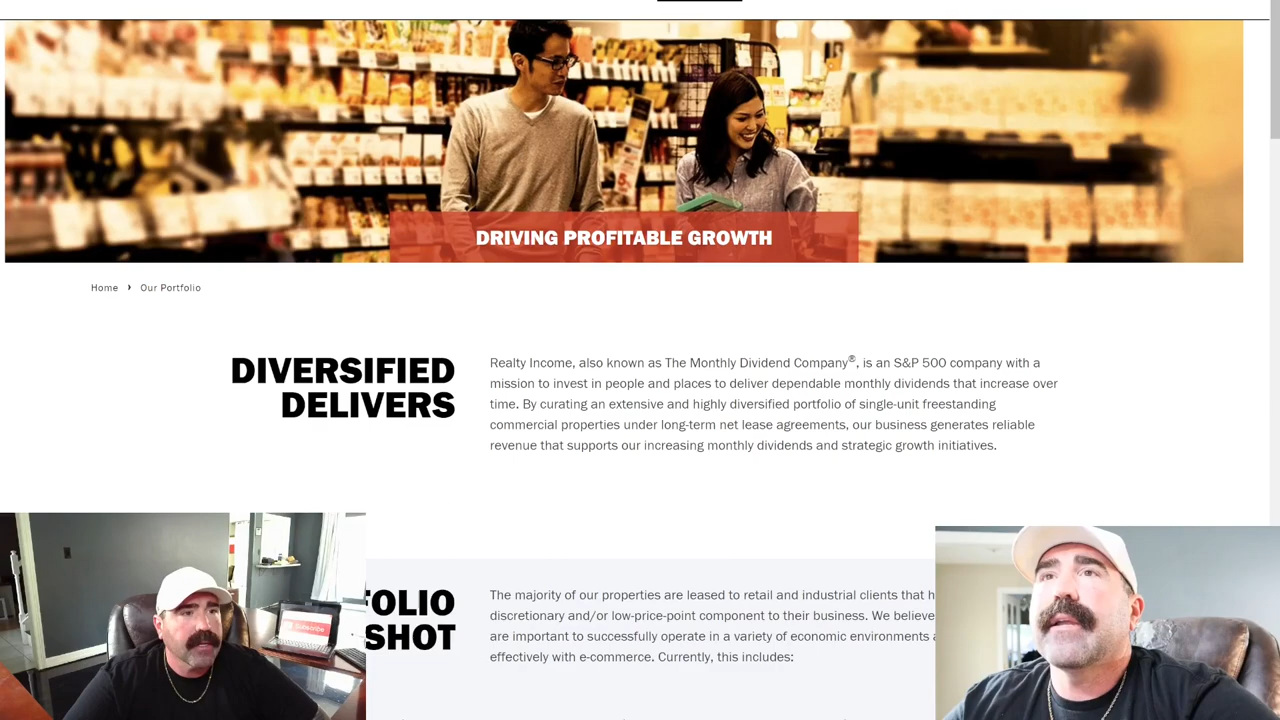 DRIVING PROFITABLE GROWTH
Home › Our Portfolio
DIVERSIFIED
DELIVERS
Realty Income, also known as The Monthly Dividend Company®, is an S&P 500 company with a
mission to invest in people and places to deliver dependable monthly dividends that increase over
time. By curating an extensive and highly diversified portfolio of single-unit freestanding
commercial properties under long-term net lease agreements, our business generates reliable
revenue that supports our increasing monthly dividends and strategic growth initiatives.
FOLIO
SHOT
The majority of our properties are leased to retail and industrial clients that h
discretionary and/or low-price-point component to their business. We believe
are important to successfully operate in a variety of economic environments a
effectively with e-commerce. Currently, this includes:
Subscribe